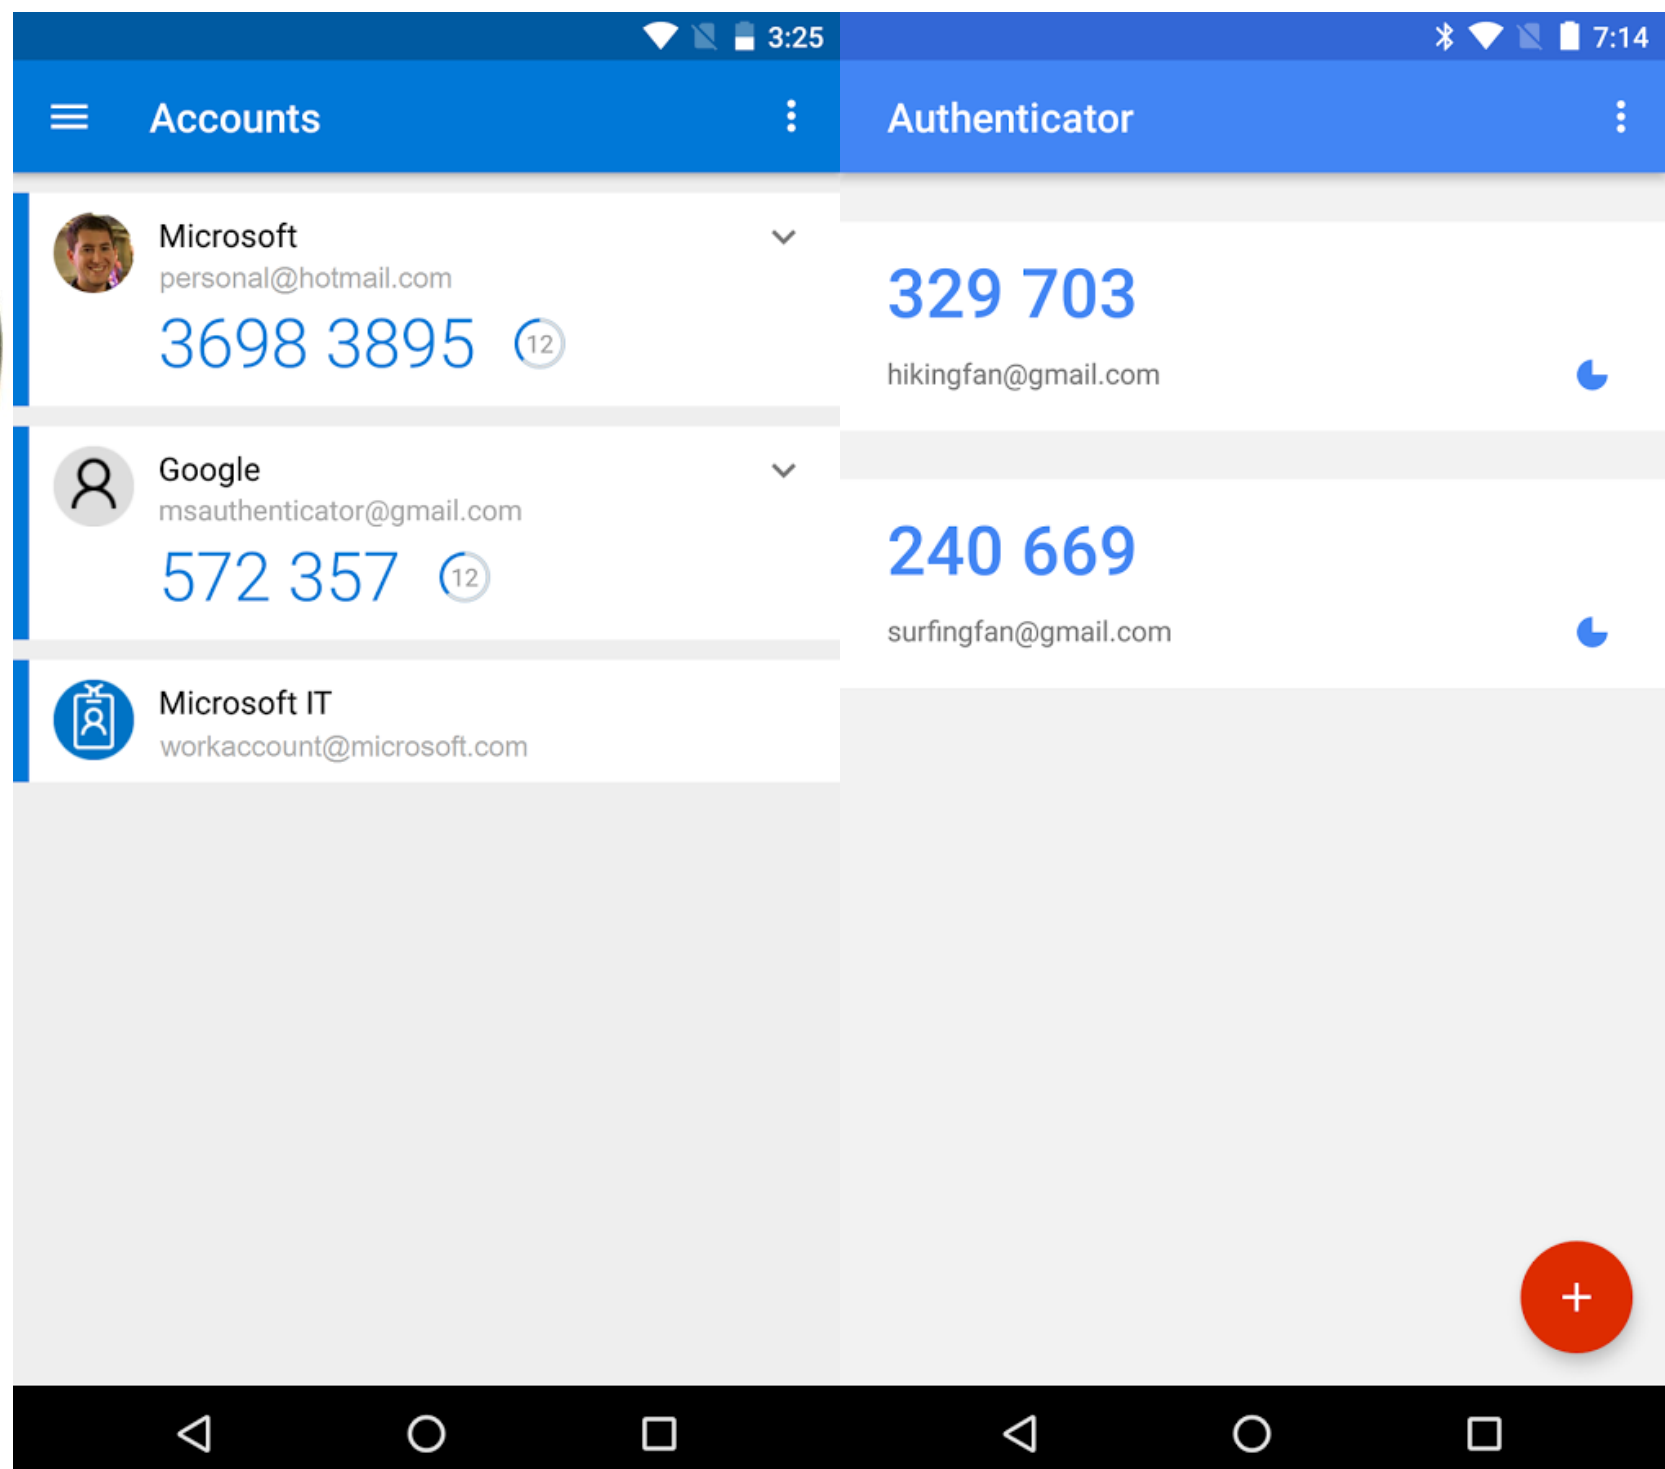 3:25
Accounts
Microsoft
personal@hotmail.com
3698 3895 12
Google
msauthenticator@gmail.com
572 357 12
Microsoft IT
workaccount@microsoft.com
7:14
Authenticator
329 703
hikingfan@gmail.com
240 669
surfingfan@gmail.com